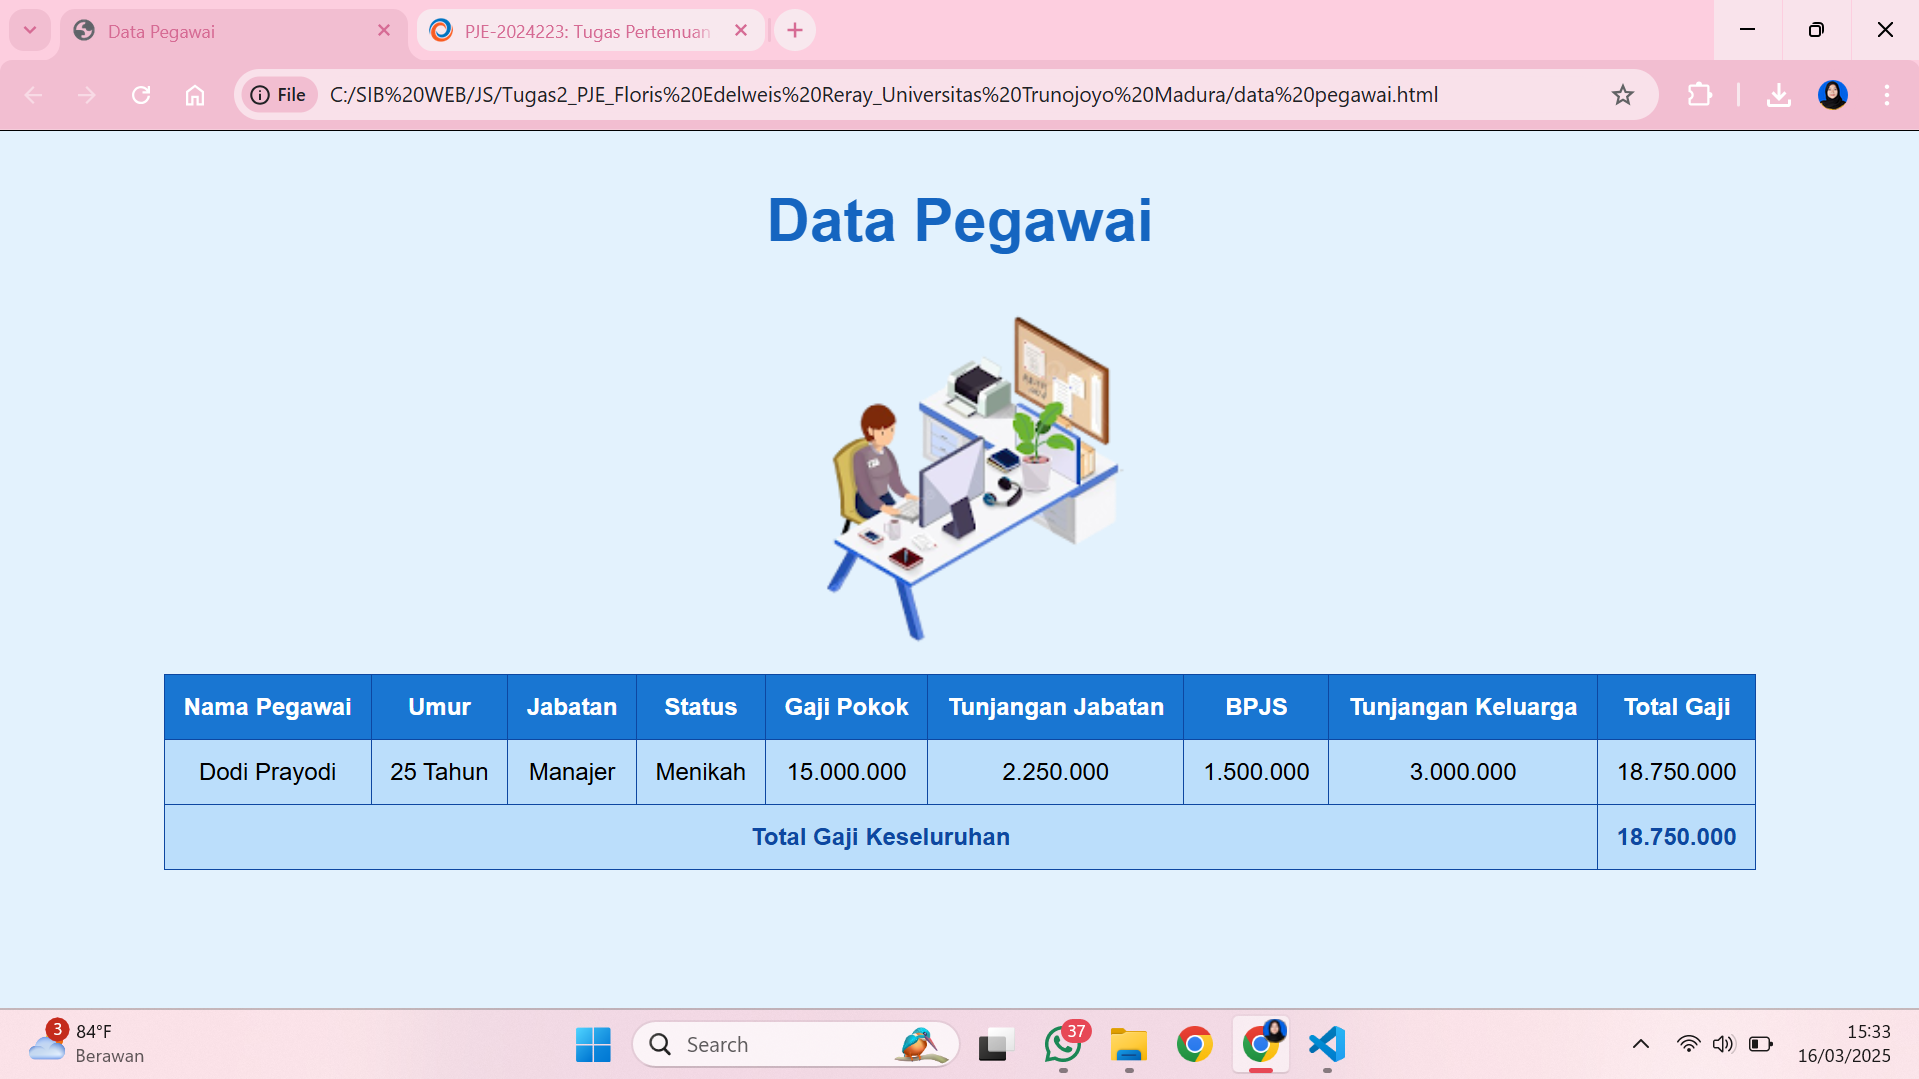 Data Pegawai
PJE-2024223: Tugas Pertemuan
File C:/SIB%20WEB/JS/Tugas2_PJE_Floris%20Edelweis%20Reray_Universitas%20Trunojoyo%20Madura/data%20pegawai.html
Data Pegawai
Nama Pegawai Umur Jabatan Status Gaji Pokok Tunjangan Jabatan BPJS Tunjangan Keluarga Total Gaji
Dodi Prayodi 25 Tahun Manajer Menikah 15.000.000 2.250.000 1.500.000 3.000.000 18.750.000
Total Gaji Keseluruhan 18.750.000
3 84°F
Berawan
Search
37
15:33
16/03/2025